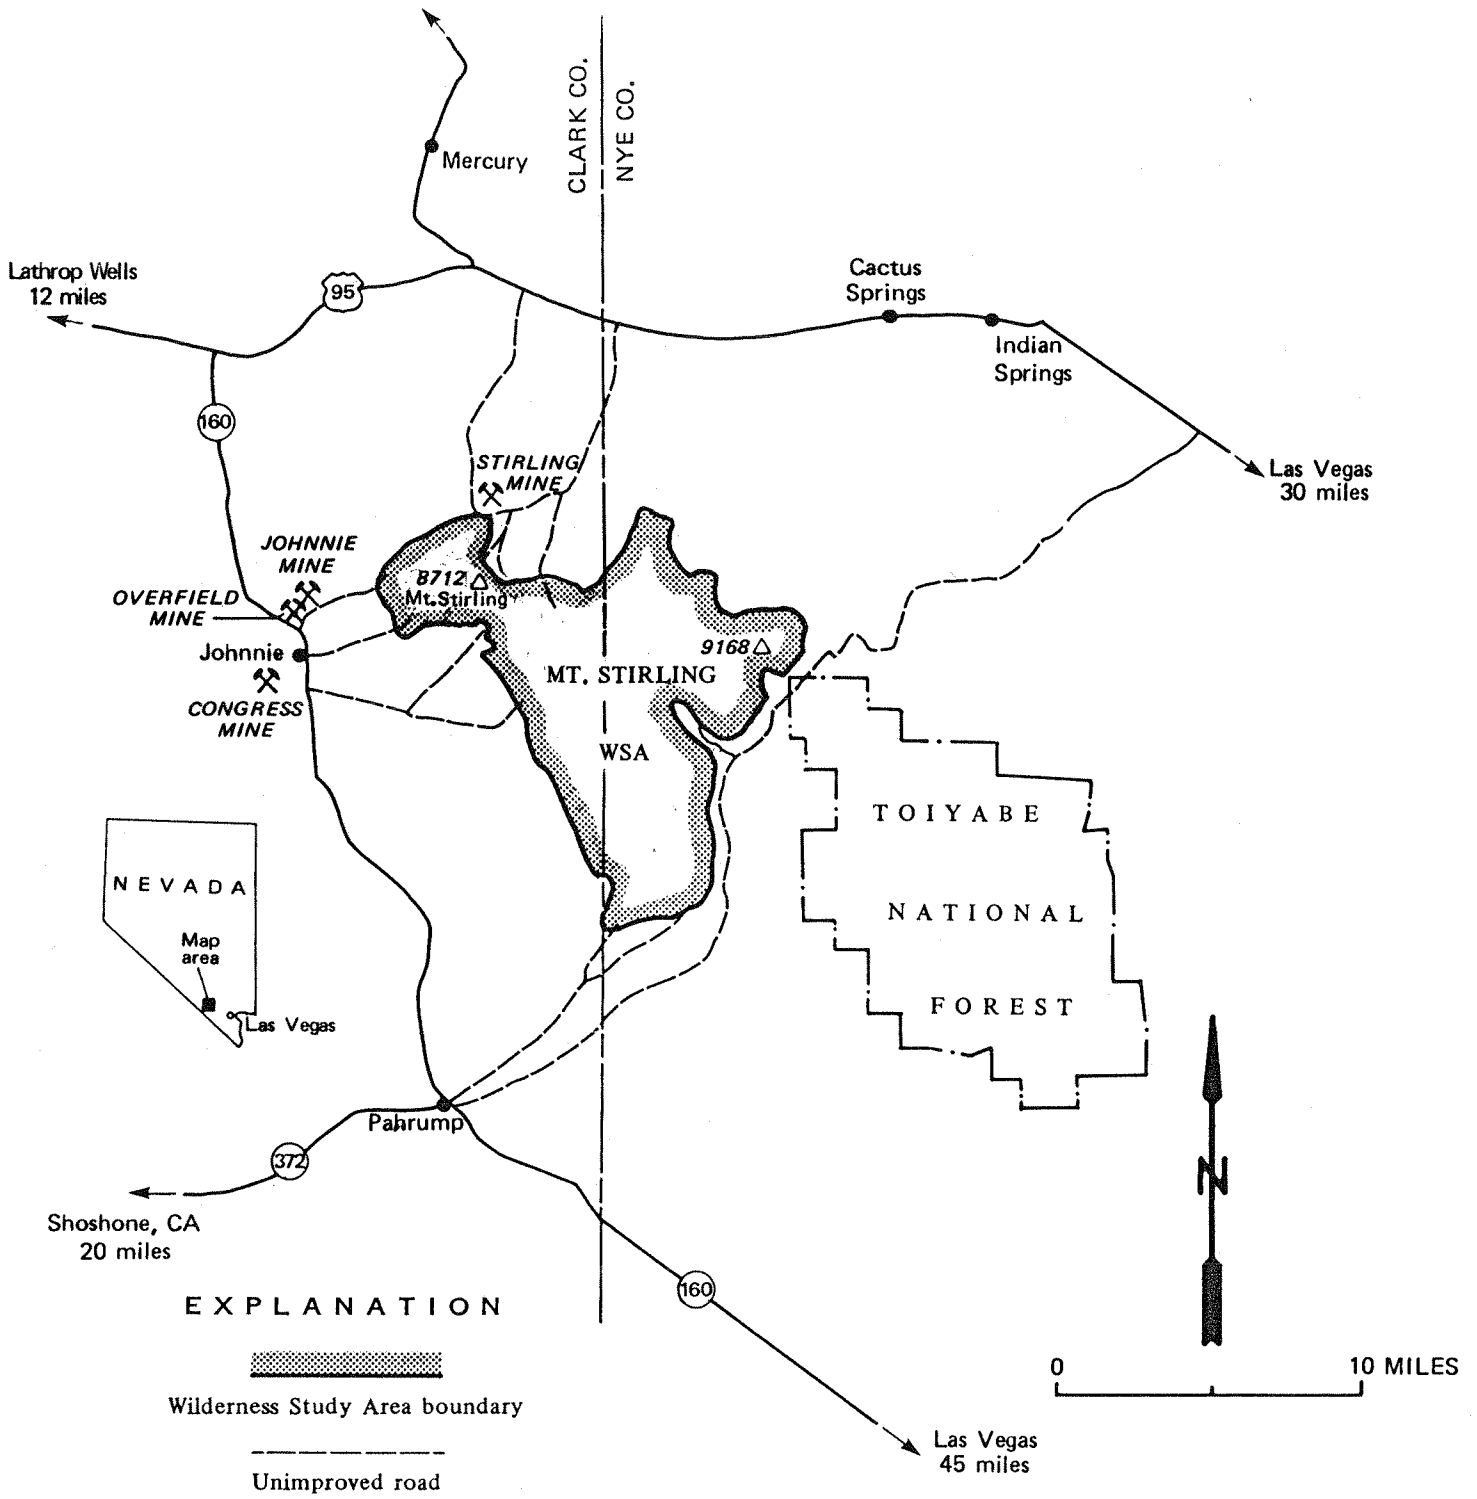 CLARK CO.
NYE CO.
Mercury
Lathrop Wells
12 miles
95
Cactus
Springs
Indian
Springs
160
STIRLING
MINE
Las Vegas
30 miles
JOHNNIE
MINE
8712
Mt.Stirling
OVERFIELD
MINE
Johnnie
9168
MT. STIRLING
CONGRESS
MINE
WSA
TOIYABE
NEVADA
NATIONAL
Map
area
FOREST
Las Vegas
Pahrump
372
N
Shoshone, CA
20 miles
160
EXPLANATION
0 10 MILES
Wilderness Study Area boundary
Las Vegas
45 miles
Unimproved road